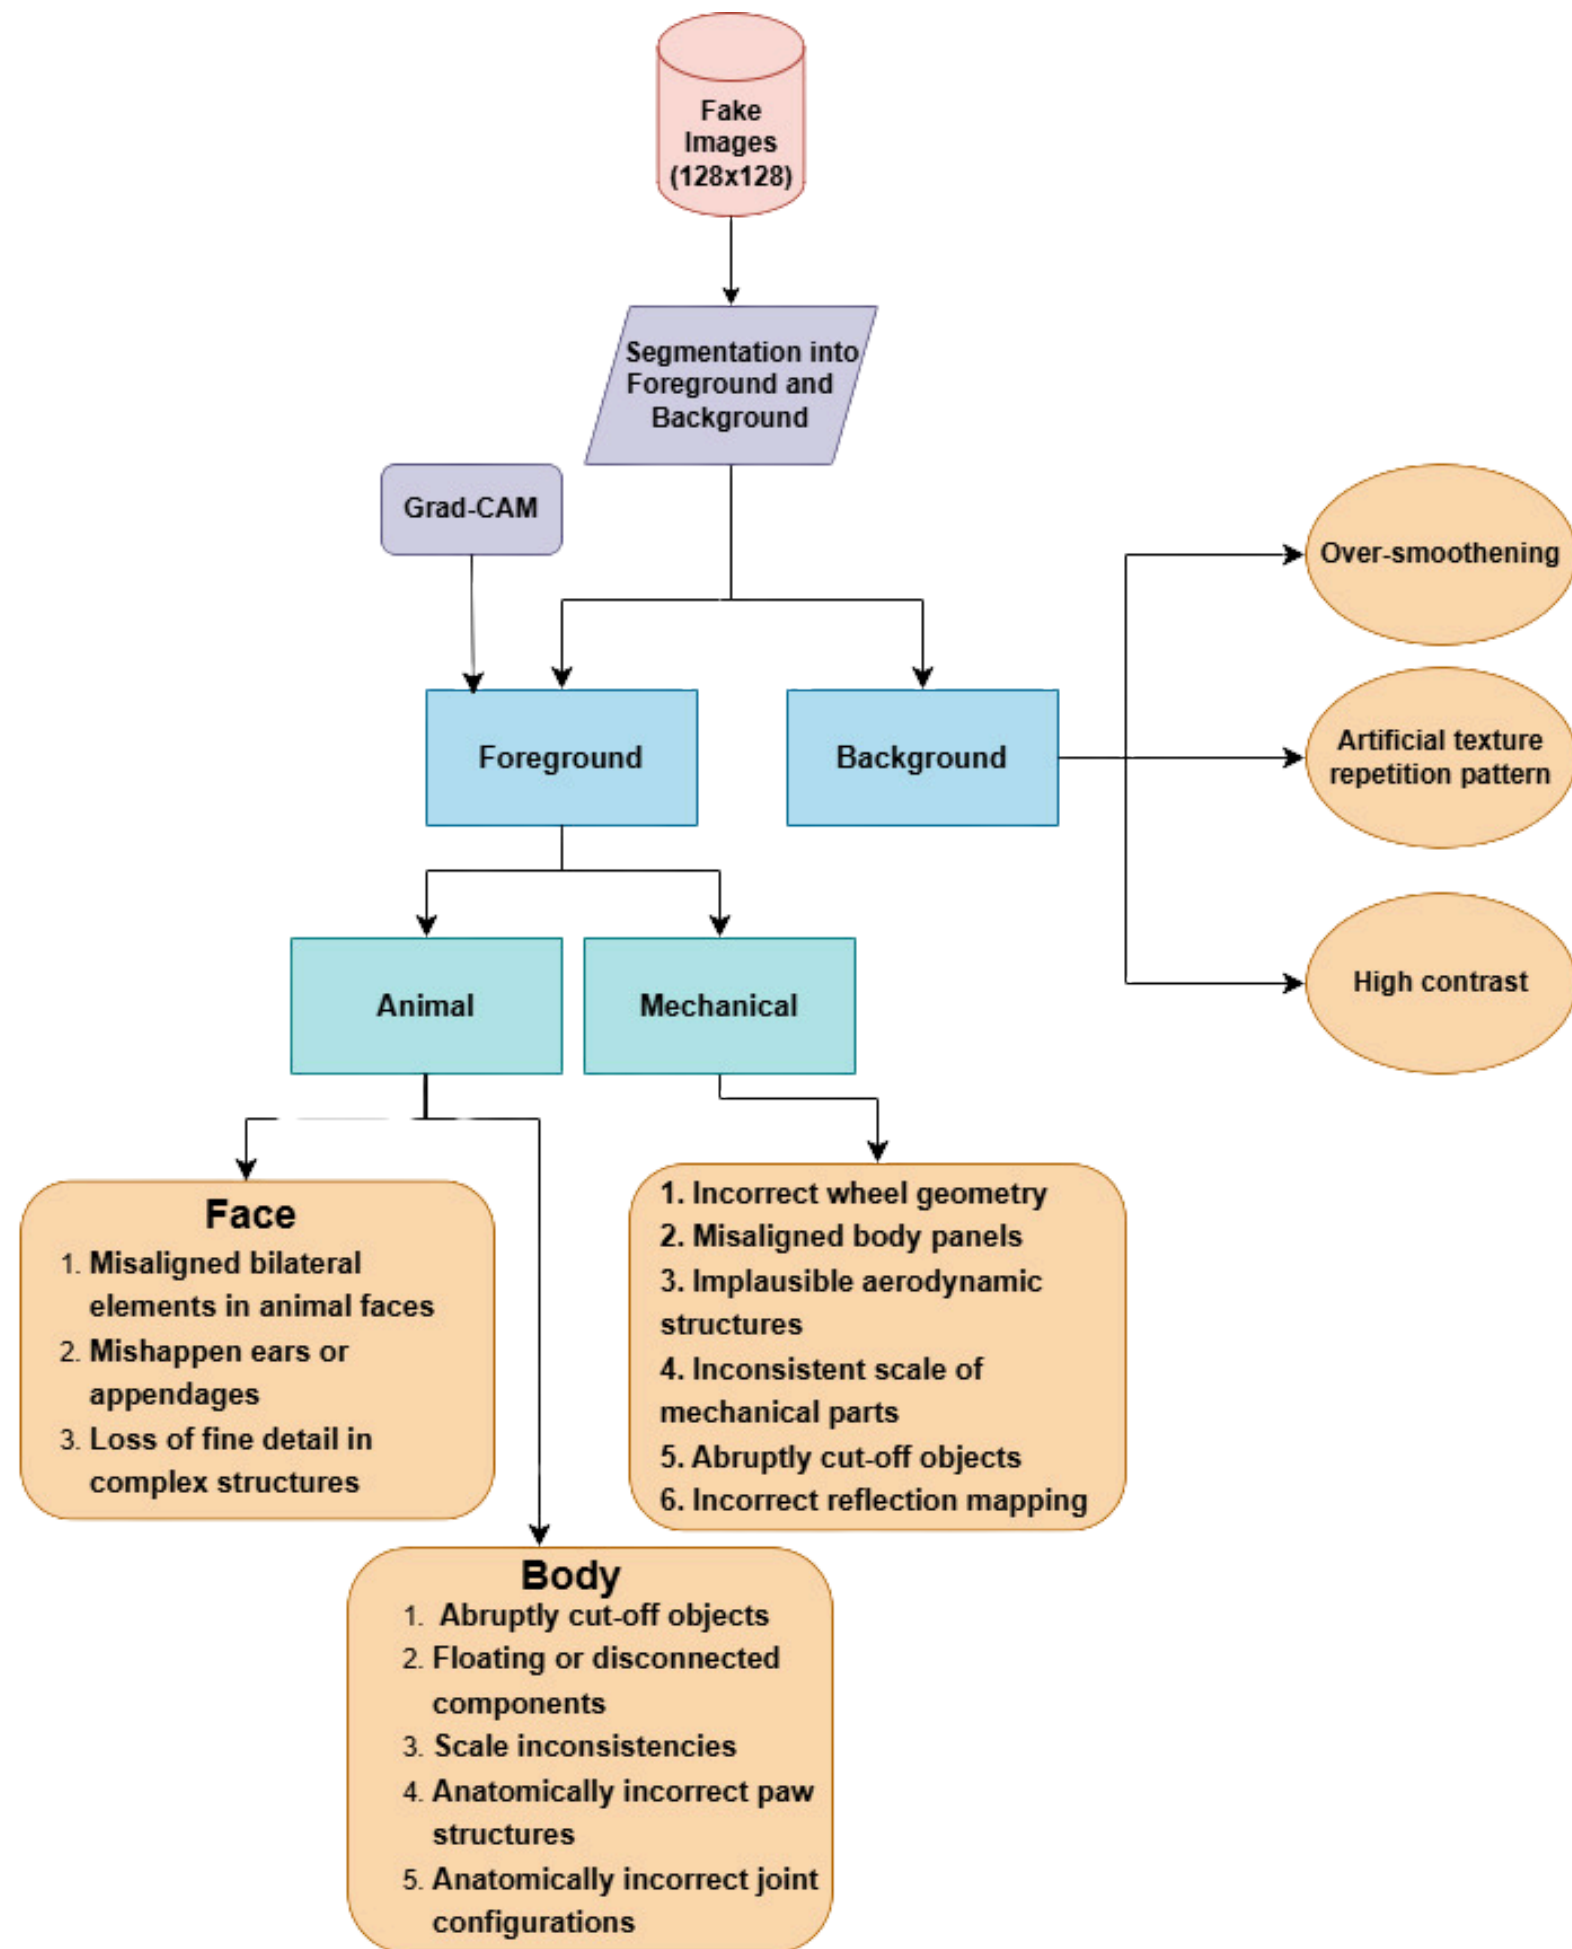 Fake
Images
(128x128)
Segmentation into
Foreground and
Background
Grad-CAM
Over-smoothening
Foreground
Background
Artificial texture
repetition pattern
High contrast
Animal
Mechanical
Face
1. Misaligned bilateral
elements in animal faces
2. Mishappen ears or
appendages
3. Loss of fine detail in
complex structures
1. Incorrect wheel geometry
2. Misaligned body panels
3. Implausible aerodynamic
structures
4. Inconsistent scale of
mechanical parts
5. Abruptly cut-off objects
6. Incorrect reflection mapping
Body
1. Abruptly cut-off objects
2. Floating or disconnected
components
3. Scale inconsistencies
4. Anatomically incorrect paw
structures
5. Anatomically incorrect joint
configurations